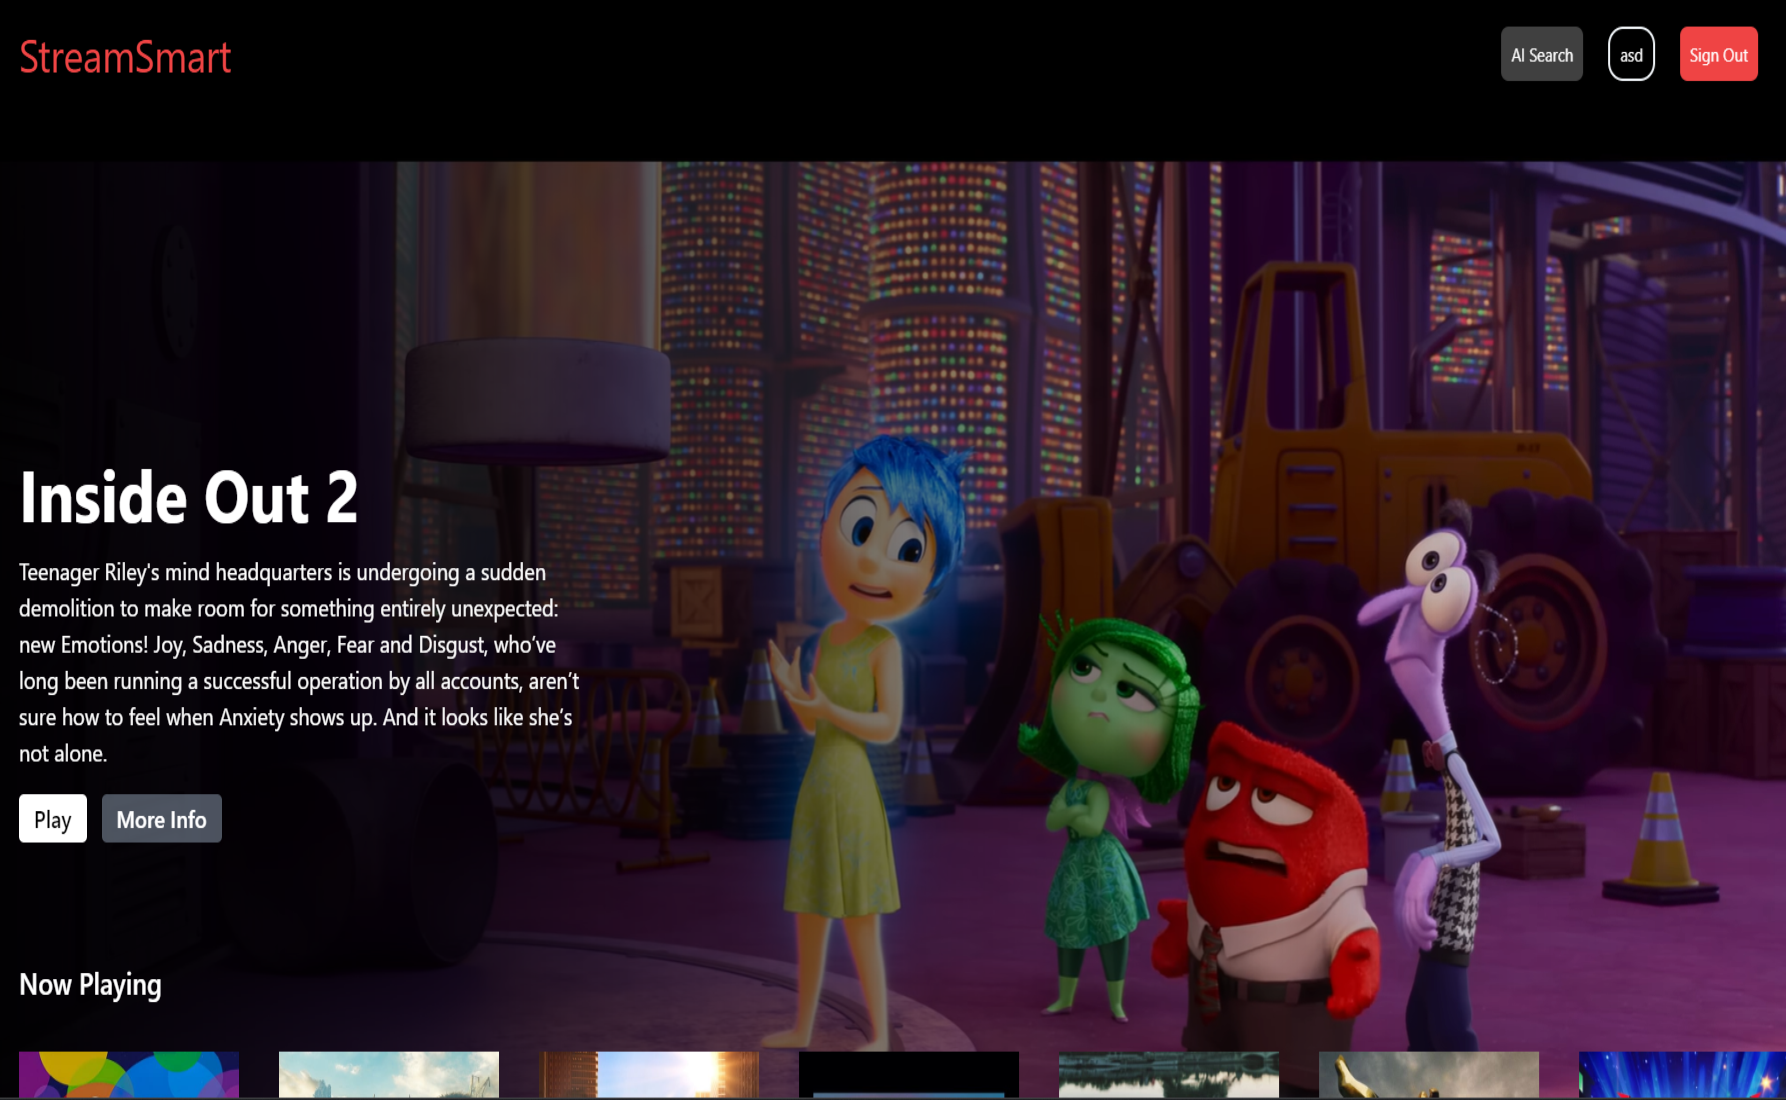 StreamSmart
AI Search
asd
Sign Out
Inside Out 2
Teenager Riley's mind headquarters is undergoing a sudden
demolition to make room for something entirely unexpected:
new Emotions! Joy, Sadness, Anger, Fear and Disgust, who’ve
long been running a successful operation by all accounts, aren’t
sure how to feel when Anxiety shows up. And it looks like she’s
not alone.
Play
More Info
Now Playing